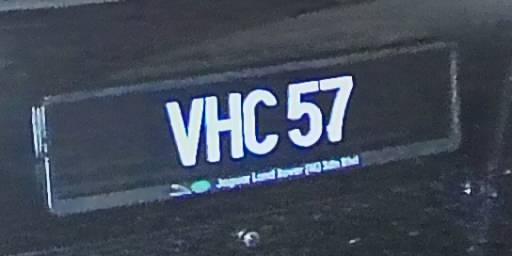 VHC 57
Jaguar Land Rover (M) Sdn Bhd